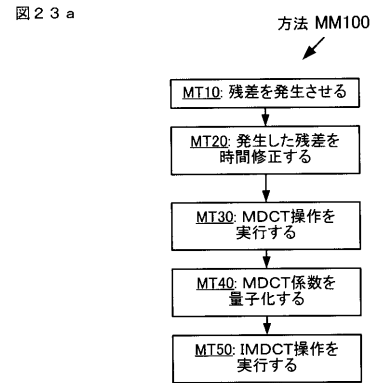 図２３ａ
方法 MM100
MT10: 残差を発生させる
MT20: 発生した残差を
時間修正する
MT30: MDCT操作を
実行する
MT40: MDCT係数を
量子化する
MT50: IMDCT操作を
実行する